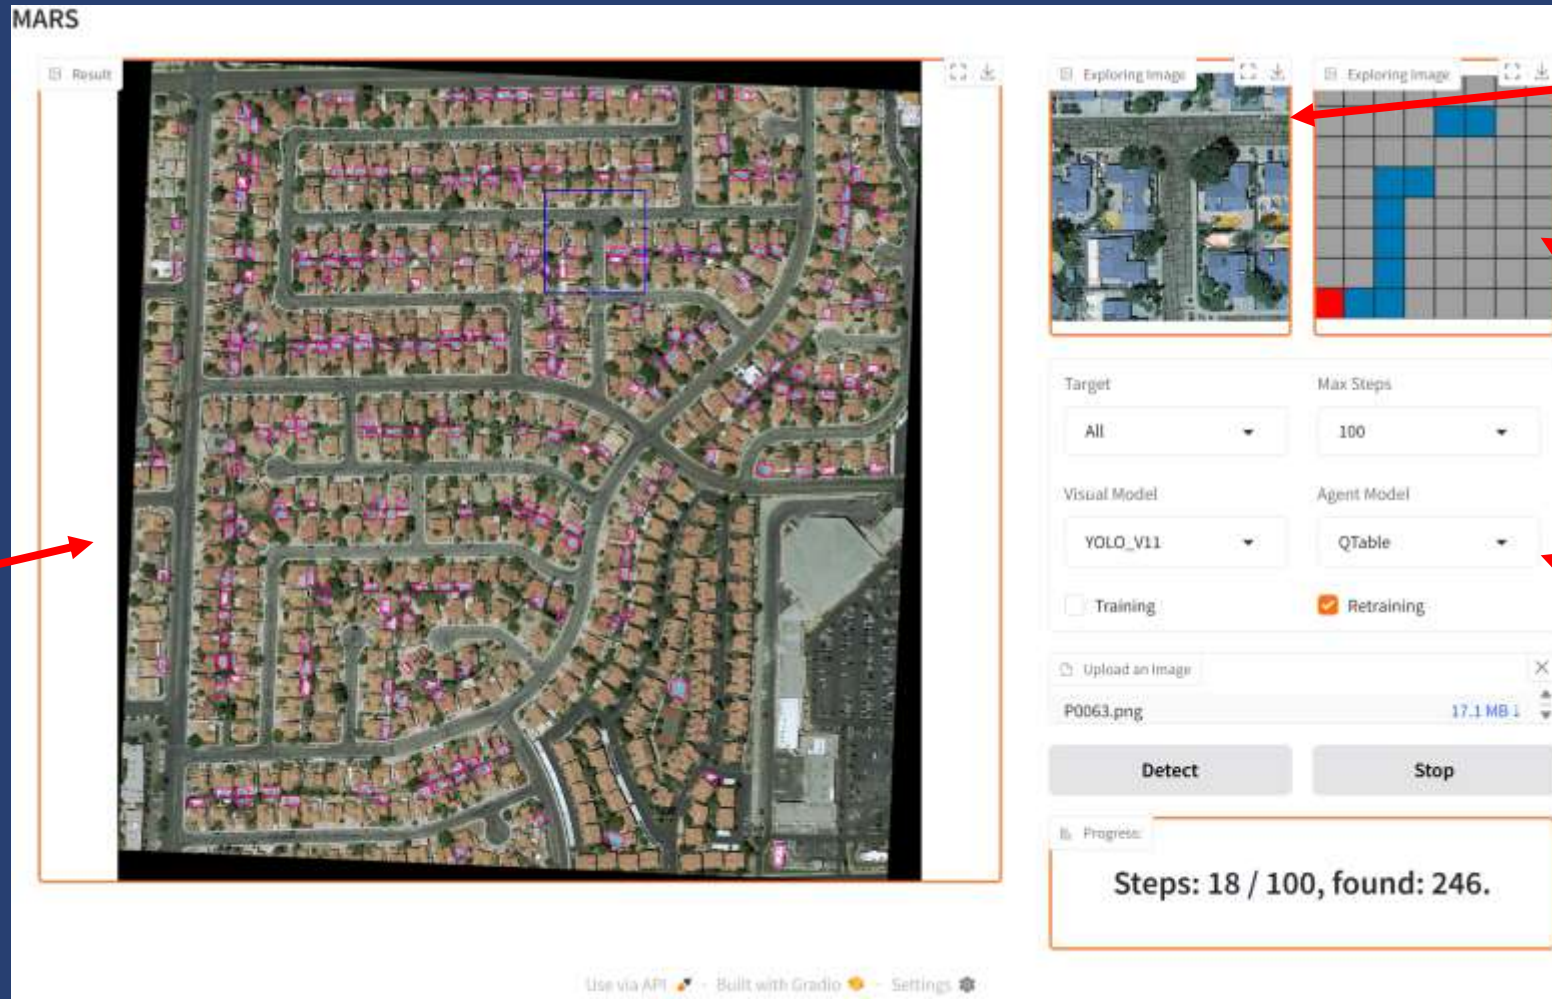 MARS
Result
Exploring Image
Exploring Image
Target
Max Steps
All
100
Visual Model
Agent Model
YOLO_V11
QTable
Training
Retraining
Upload an Image
P0063.png
17.1 MB ↓
Detect
Stop
Progress:
Steps: 18 / 100, found: 246.
Use via API · Built with Gradio · Settings